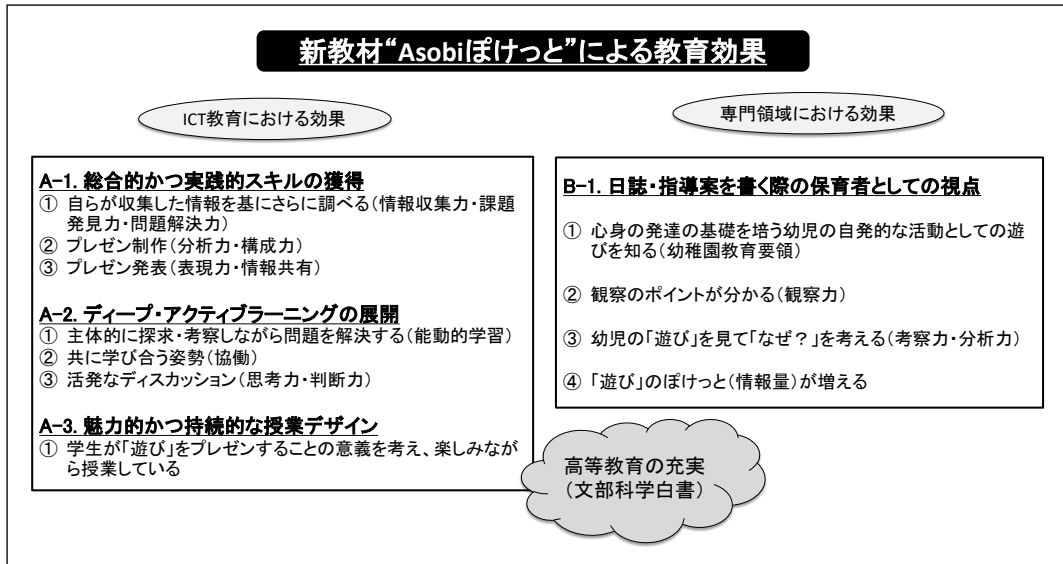 新教材“Asobiぽけっと”による教育効果
ICT教育における効果
A-1. 総合的かつ実践的スキルの獲得
① 自らが収集した情報を基にさらに調べる(情報収集力・課題
発見力・問題解決力)
② プレゼン制作(分析力・構成力)
③ プレゼン発表(表現力・情報共有)
A-2. ディープ・アクティブラーニングの展開
① 主体的に探求・考察しながら問題を解決する(能動的学習)
② 共に学び合う姿勢(協働)
③ 活発なディスカッション(思考力・判断力)
A-3. 魅力的かつ持続的な授業デザイン
① 学生が「遊び」をプレゼンすることの意義を考え、楽しみなが
ら授業している
専門領域における効果
B-1. 日誌・指導案を書く際の保育者としての視点
① 心身の発達の基礎を培う幼児の自発的な活動としての遊
びを知る(幼稚園教育要領)
② 観察のポイントが分かる(観察力)
③ 幼児の「遊び」を見て「なぜ?」を考える(考察力・分析力)
④ 「遊び」のぽけっと(情報量)が増える
高等教育の充実
(文部科学白書)